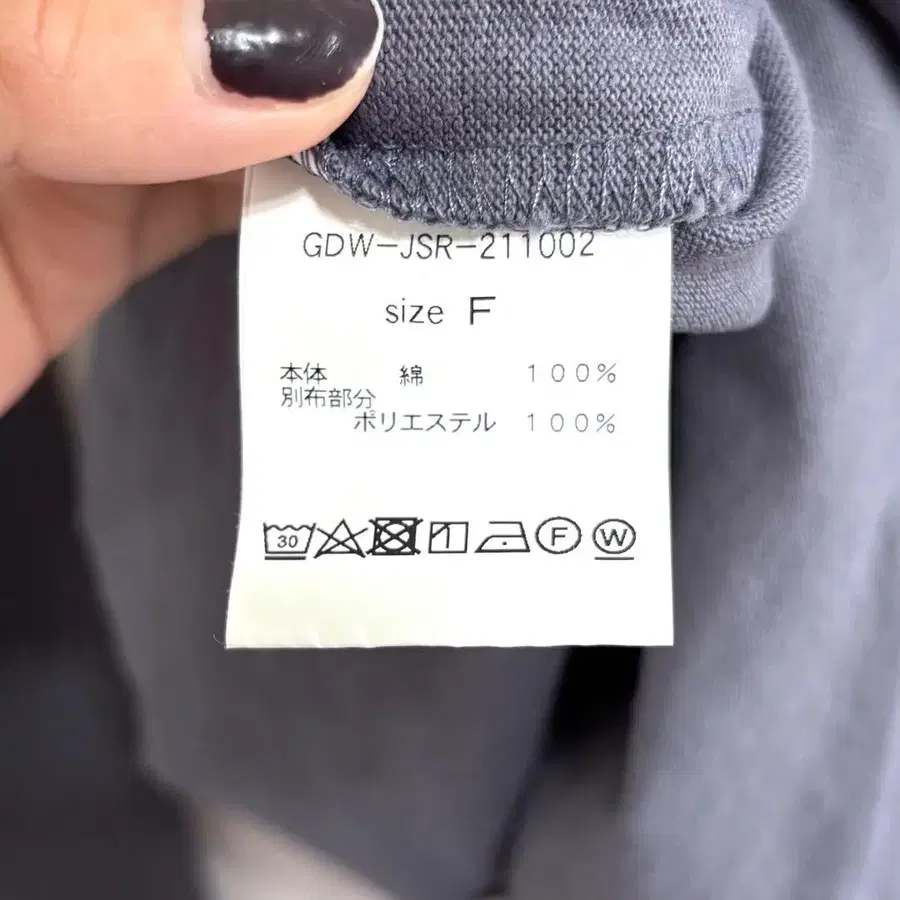 GDW-JSR-211002
size F
本体 綿 100%
別布部分
ポリエステル 100%
30 F W